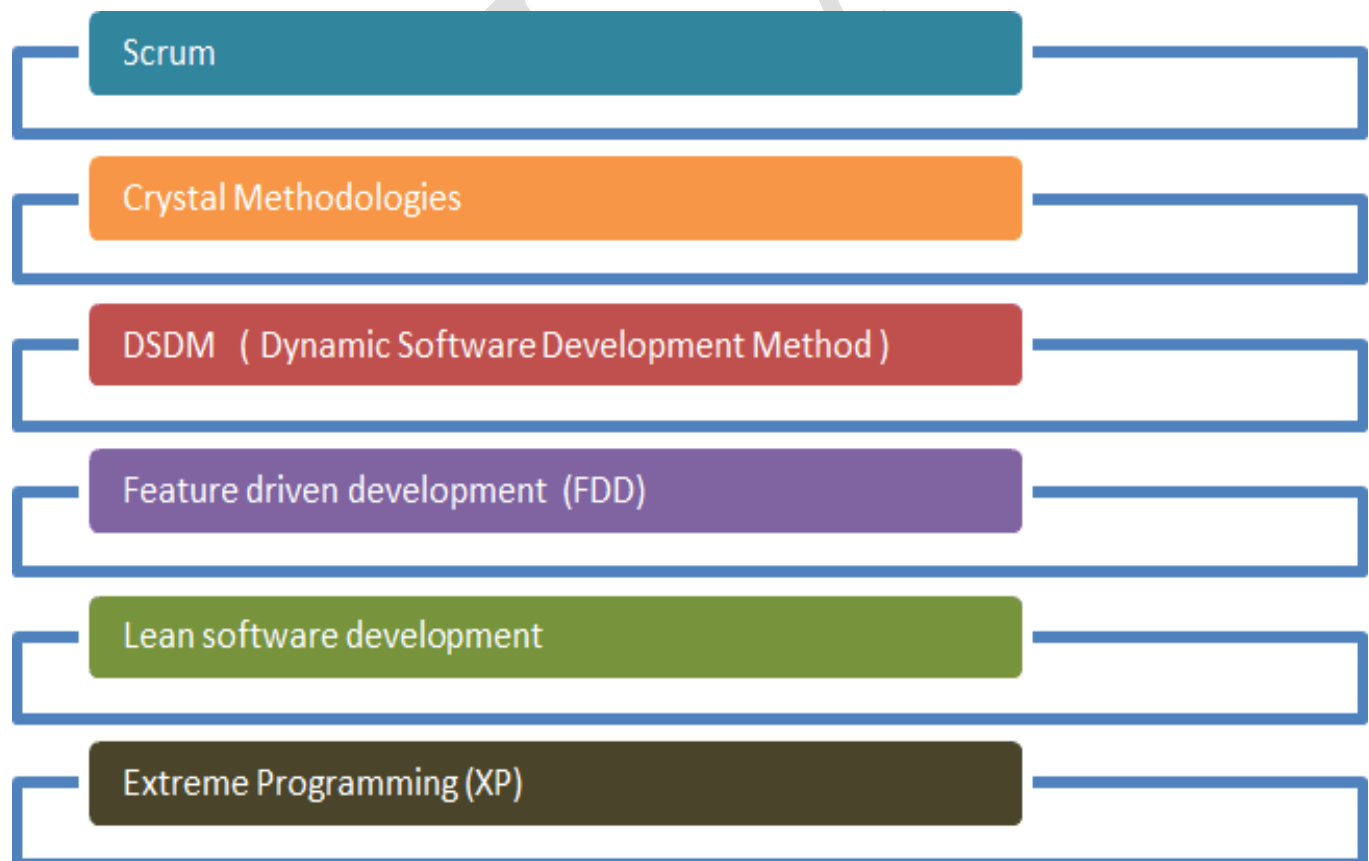 Scrum
Crystal Methodologies
DSDM ( Dynamic Software Development Method )
Feature driven development (FDD)
Lean software development
Extreme Programming (XP)